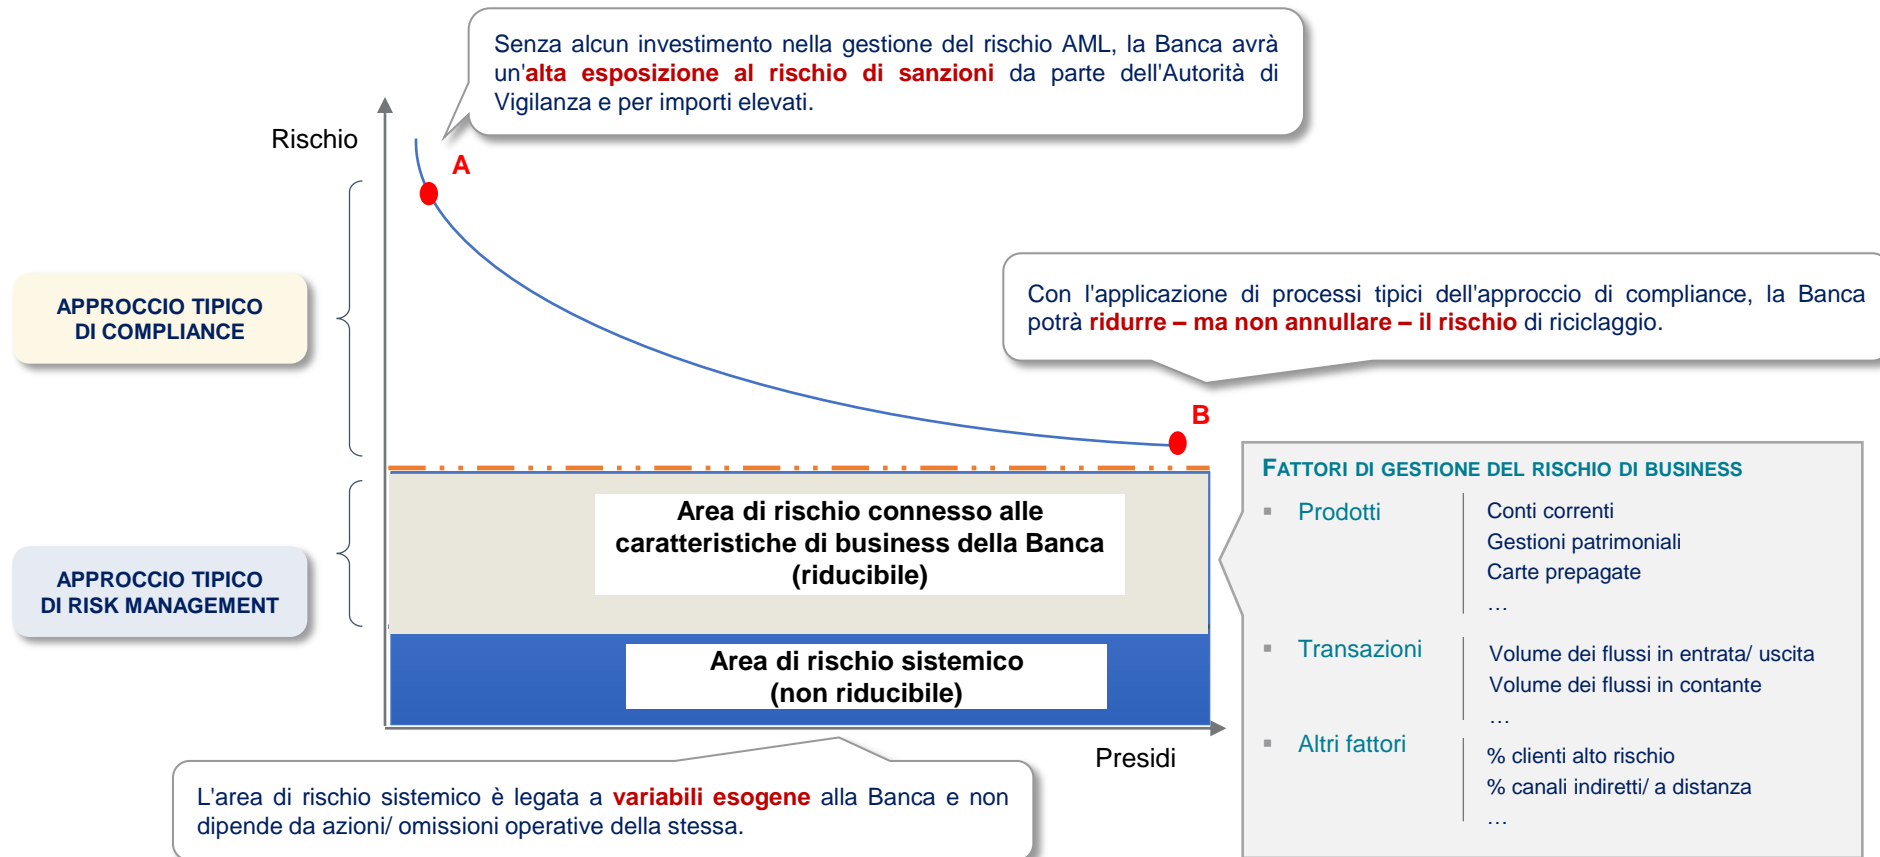 Senza alcun investimento nella gestione del rischio AML, la Banca avrà
un'alta esposizione al rischio di sanzioni da parte dell'Autorità di
Vigilanza e per importi elevati.
Rischio
A
APPROCCIO TIPICO
DI COMPLIANCE
Con l'applicazione di processi tipici dell'approccio di compliance, la Banca
potrà ridurre – ma non annullare – il rischio di riciclaggio.
B
APPROCCIO TIPICO
DI RISK MANAGEMENT
Area di rischio connesso alle
caratteristiche di business della Banca
(riducibile)
Area di rischio sistemico
(non riducibile)
Presidi
FATTORI DI GESTIONE DEL RISCHIO DI BUSINESS
▪ Prodotti
Conti correnti
Gestioni patrimoniali
Carte prepagate
…
▪ Transazioni
Volume dei flussi in entrata/ uscita
Volume dei flussi in contante
…
▪ Altri fattori
% clienti alto rischio
% canali indiretti/ a distanza
…
L'area di rischio sistemico è legata a variabili esogene alla Banca e non
dipende da azioni/ omissioni operative della stessa.